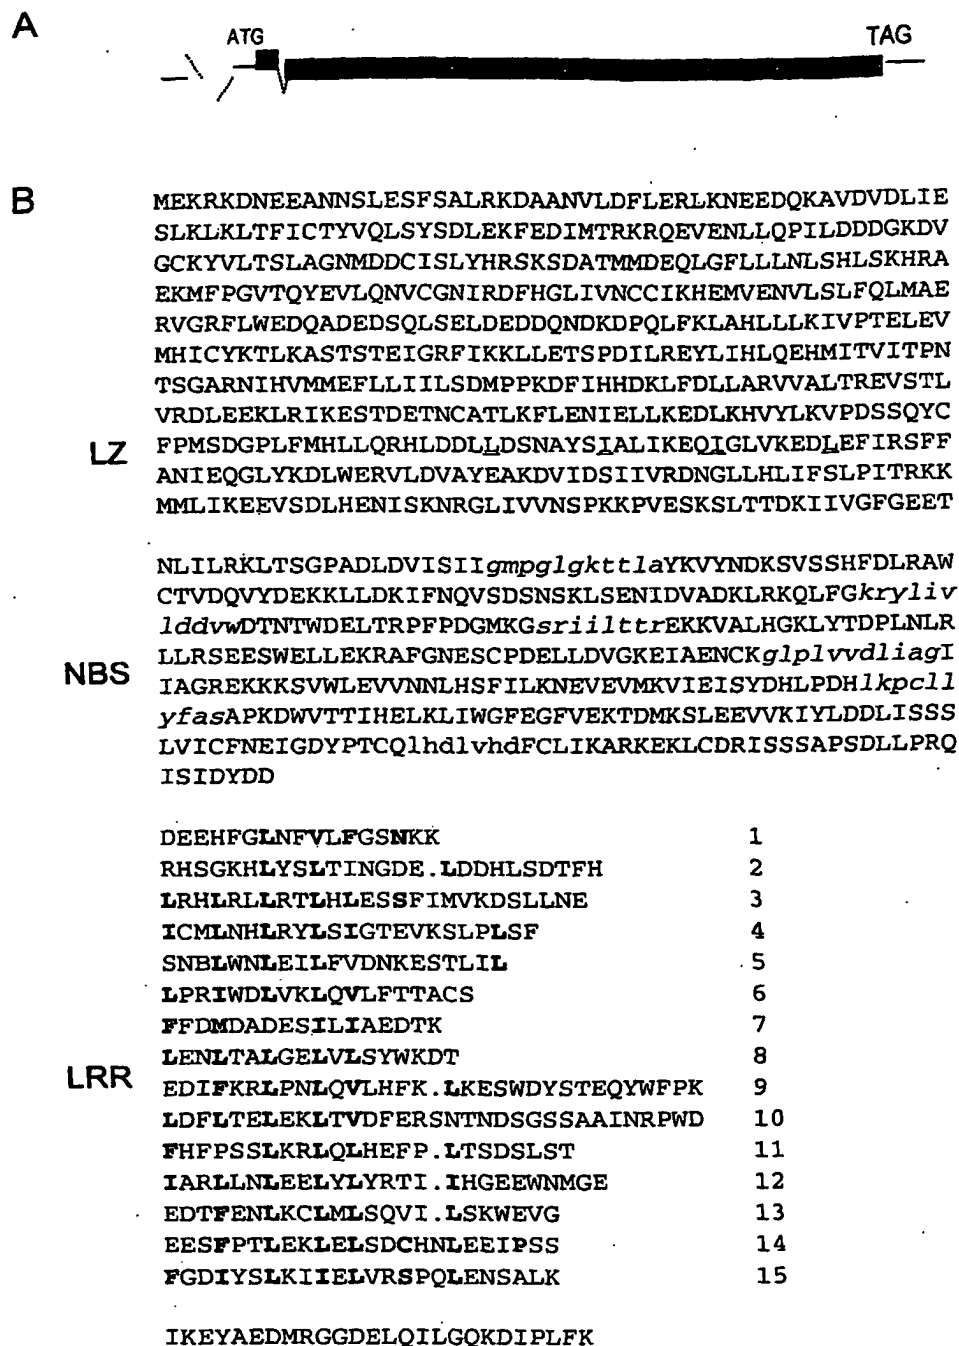 A
ATG
TAG
B
MEKRKDNEEANNSLESFSALRKDAANVLDFLERLKNEEDQKAVDVDLIE
SLKLKLTFICTYVQLSYSDLEKFEDIMTRKRQEVENLLQPILDDDGKDV
GCKYVLTSLAGNMDDCISLYHRSKSDATMMDEQLGFLLLNLSHLSKHRA
EKMFPGVTQYEVLQNVCGNIRDFHGLIVNCCIKHEMVENVLSLFQLMAE
RVGRFLWEDQADEDSQLSELDEDDQNDKDPQLFKLAHLLLKIVPTELEV
MHICYKTLKASTSTEIGRFIKKLLETSPDILREYLIHLQEHMITVITPN
TSGARNIHVMMEFLLIILSDMPPKDFIHHDKLFDLLARVVALTREVSTL
VRDLEEKLRIKESTDETNCATLKFLENIELLKEDLKHVYLKVPDSSQYC
LZ
FPMSDGPLFMHLLQRHLDDLLDSNAYSIALIKEQIGLVKEDLEFIRSFF
ANIEQGLYKDLWERVLDVAYEAKDVIDSIIVRDNGLLHLIFSLPITRKK
MMLIKEEVSDLHENISKNRGLIVVNSPKKPVESKSLTTDKIIVGFGEET
NLILRKLTSGPADLDVISIIgmpglgkttlaYKVYNDKSVSSHFDLRAW
CTVDQVYDEKKLLDKIFNQVSDSNSKLSENIDVADKLRKQLFGkryliv
lddvwDTNTWDELTRPFPDGMKGsriilttrEKKVALHGKLYTDPLNLR
LLRSEESWELLEKRAFGNESCPDELLDVGKEIAENCKglplvvdliagI
NBS
IAGREKKKSVWLEVVNNLHSFILKNEVEVMKVIEISYDHLPDHlkpcll
yfasAPKDWVTTIHELKLIWGFEGFVEKTDMKSLEEVVKIYLDDLISSS
LVICFNEIGDYPTCQlhdlvhdFCLIKARKEKLCDRISSSAPSDLLPRQ
ISIDYDD
DEEHFGLNFVLFGSNKK 1
RHSGKHLYSLTINGDE.LDDHLSDTFH 2
LRHLRLLRTLHLESSFIMVKDSLLNE 3
ICMLNHLRYLSIGTEVKSLPLSF 4
SNBLWNLEILFVDNKESTLIL 5
LPRIWDLVKLQVLFTTACS 6
FFDMDADESILIAEDTK 7
LENLTALGELVLSYWKDT 8
LRR
EDIFKRLPNLQVLHFK.LKESWDYSTEQYWFPK 9
LDFLTELEKLTVDFERSNTNDSGSSAAINRPWD 10
FHFPSSLKRLQLHEFP.LTSDSLST 11
IARLLNLEELYLYRTI.IHGEEWNMGE 12
EDTFENLKCLMLSQVI.LSKWEVG 13
EESFPTLEKLELSDCHNLEEIPSS 14
FGDIYSLKIIELVRSPQLENSALK 15
IKEYAEDMRGGDELQILGQKDIPLFK